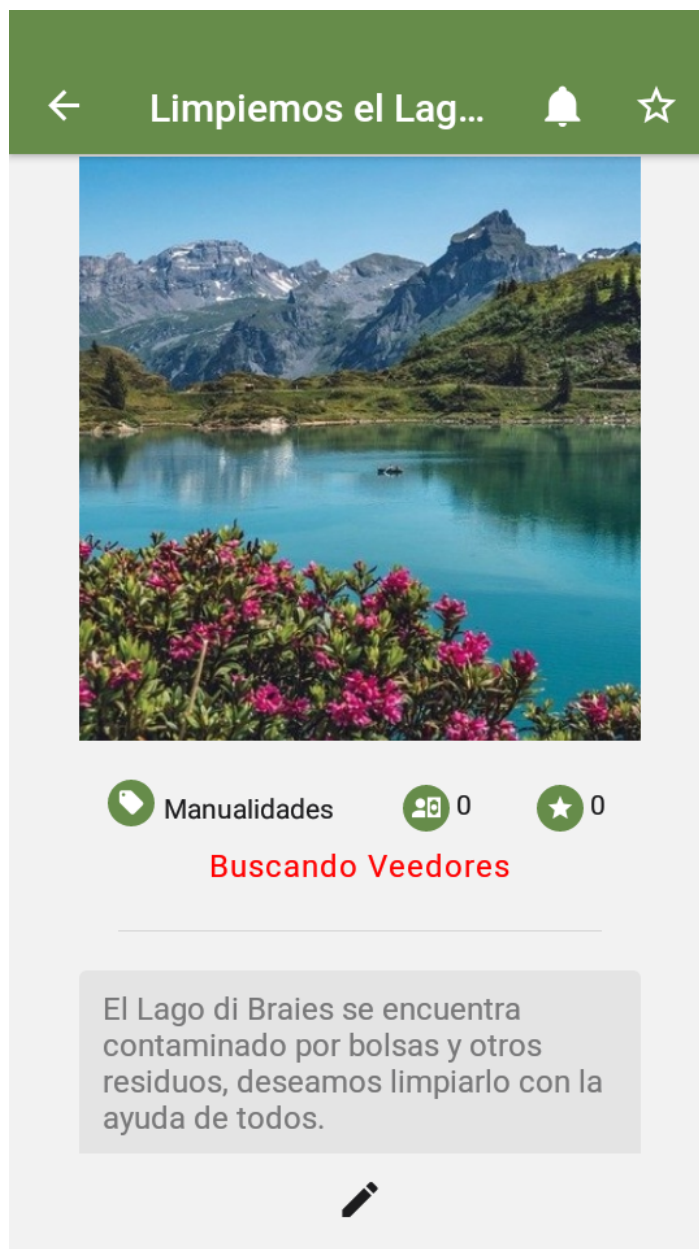 Limpiemos el Lag...
Manualidades
0
0
Buscando Veedores
El Lago di Braies se encuentra
contaminado por bolsas y otros
residuos, deseamos limpiarlo con la
ayuda de todos.